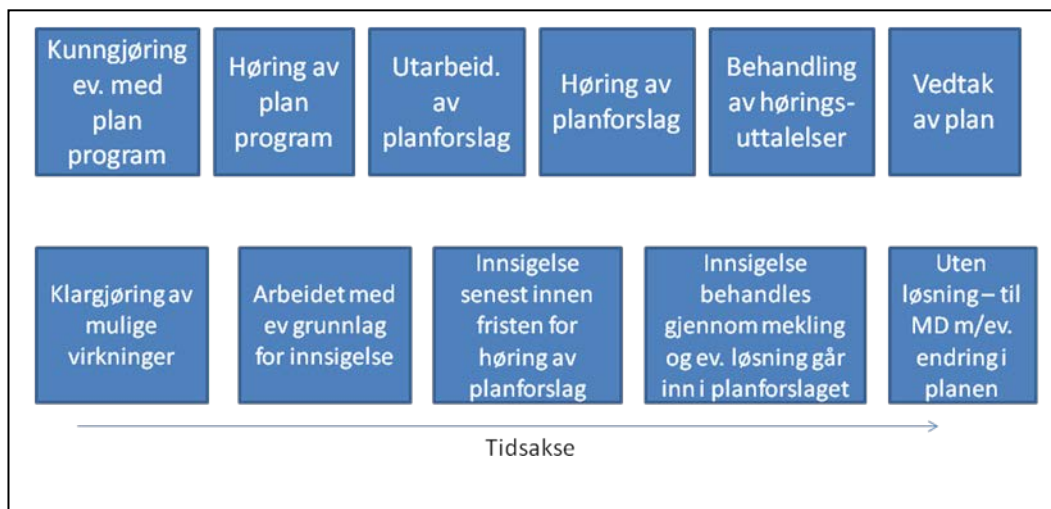 Kunngjøring
ev. med
plan
program
Høring av
plan
program
Utarbeid.
av
planforslag
Høring av
planforslag
Behandling
av hørings-
uttalelser
Vedtak
av plan
Klargjøring av
mulige
virkninger
Arbeidet med
ev grunnlag
for innsigelse
Innsigelse
senest innen
fristen for
høring av
planforslag
Innsigelse
behandles
gjennom mekling
og ev. løsning går
inn i planforslaget
Uten
løsning – til
MD m/ev.
endring i
planen
Tidsakse